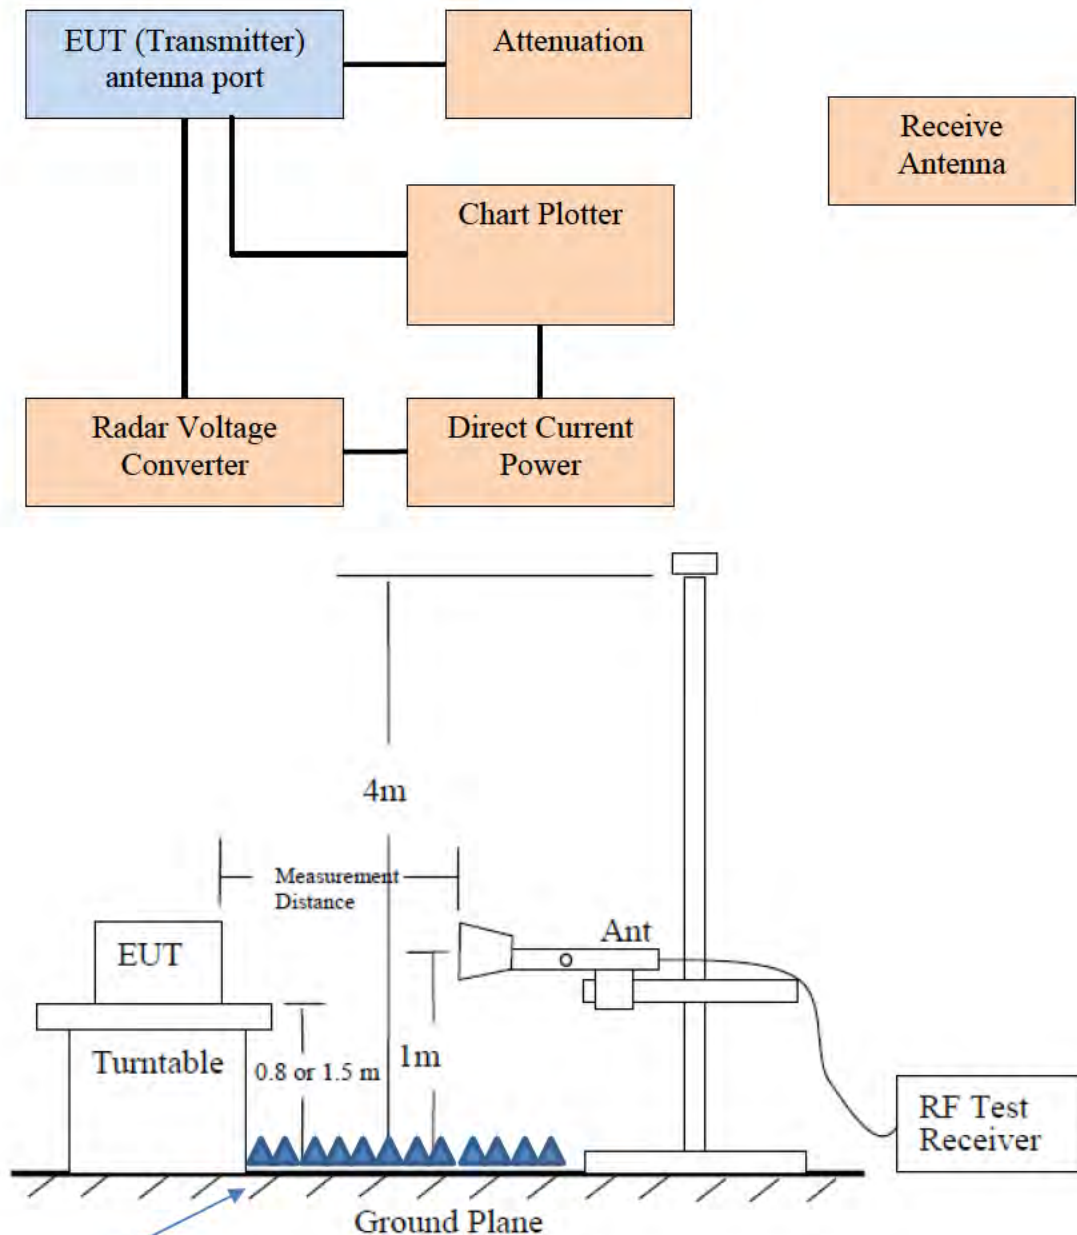 EUT (Transmitter)
antenna port
Attenuation
Receive
Antenna
Chart Plotter
Radar Voltage
Converter
Direct Current
Power
4m
Measurement
Distance
EUT
Ant
Turntable
0.8 or 1.5 m
1m
RF Test
Receiver
Ground Plane